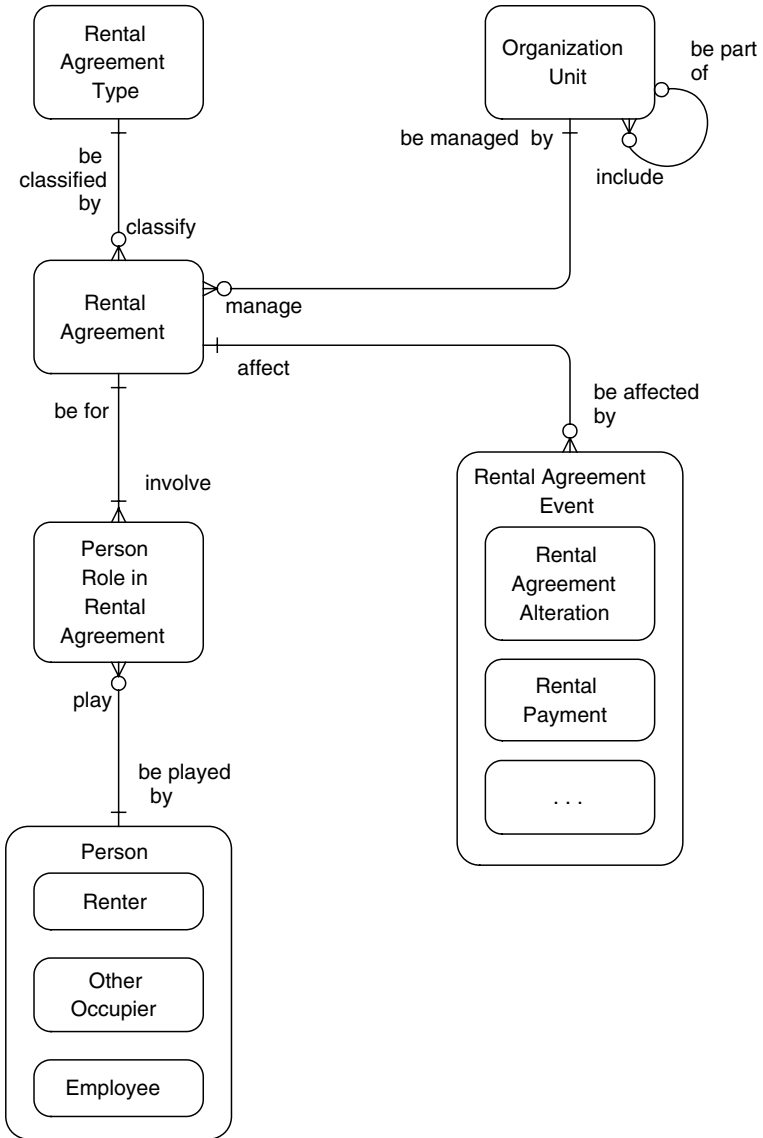 Rental
Agreement
Type
Organization
Unit
be part
of
be managed by
include
be
classified
by
classify
Rental
Agreement
manage
affect
be for
be affected
by
involve
Rental Agreement
Event
Person
Role in
Rental
Agreement
Rental
Agreement
Alteration
play
Rental
Payment
be played
by
. . .
Person
Renter
Other
Occupier
Employee